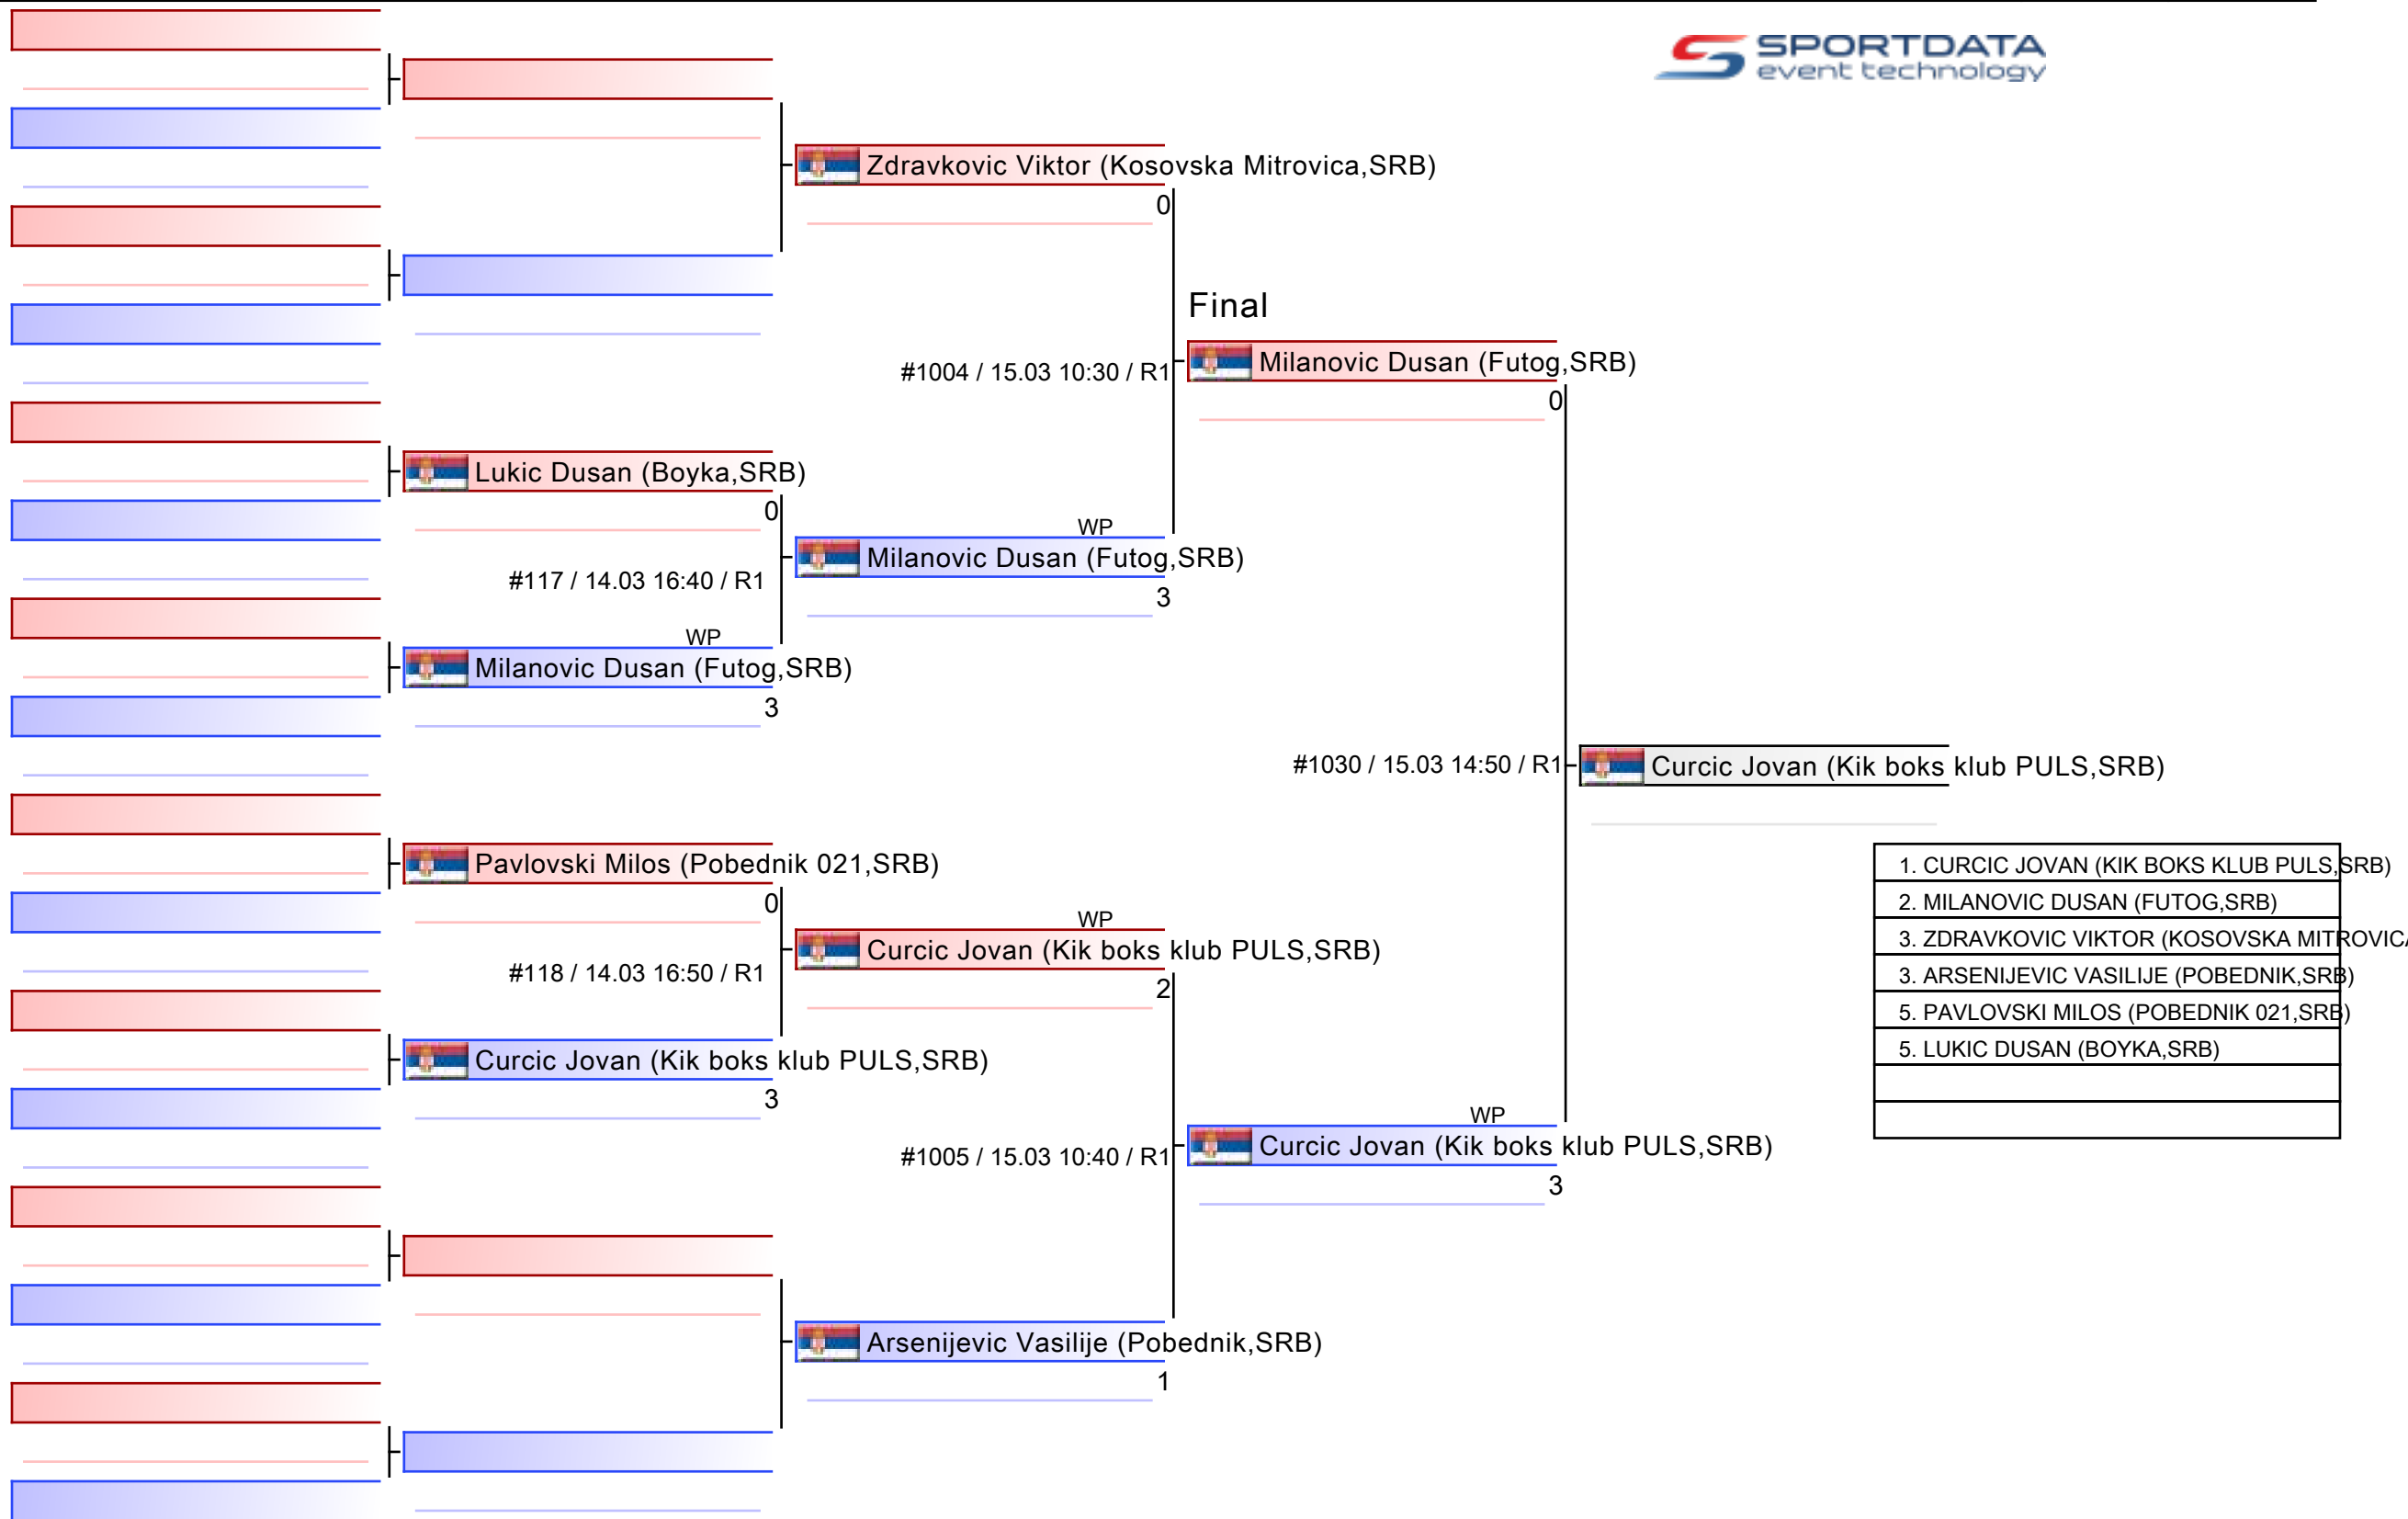 SPORTDATA
event technology
Zdravkovic Viktor (Kosovska Mitrovica,SRB)
0
Final
#1004 / 15.03 10:30 / R1
Milanovic Dusan (Futog,SRB)
0
Lukic Dusan (Boyka,SRB)
0
WP
Milanovic Dusan (Futog,SRB)
3
#117 / 14.03 16:40 / R1
WP
Milanovic Dusan (Futog,SRB)
3
#1030 / 15.03 14:50 / R1
Curcic Jovan (Kik boks klub PULS,SRB)
Pavlovski Milos (Pobednik 021,SRB)
0
WP
Curcic Jovan (Kik boks klub PULS,SRB)
2
#118 / 14.03 16:50 / R1
Curcic Jovan (Kik boks klub PULS,SRB)
3
WP
Curcic Jovan (Kik boks klub PULS,SRB)
3
#1005 / 15.03 10:40 / R1
Arsenijevic Vasilije (Pobednik,SRB)
1
1. CURCIC JOVAN (KIK BOKS KLUB PULS,SRB)
2. MILANOVIC DUSAN (FUTOG,SRB)
3. ZDRAVKOVIC VIKTOR (KOSOVSKA MITROVICA
3. ARSENIJEVIC VASILIJE (POBEDNIK,SRB)
5. PAVLOVSKI MILOS (POBEDNIK 021,SRB)
5. LUKIC DUSAN (BOYKA,SRB)